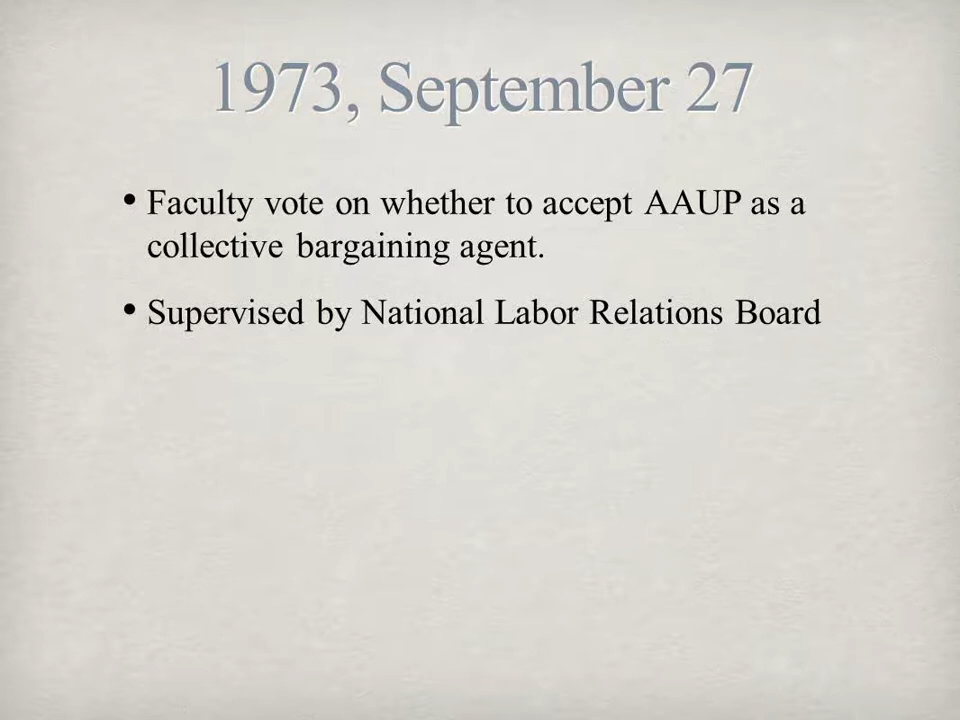 1973, September 27
• Faculty vote on whether to accept AAUP as a
collective bargaining agent.
• Supervised by National Labor Relations Board